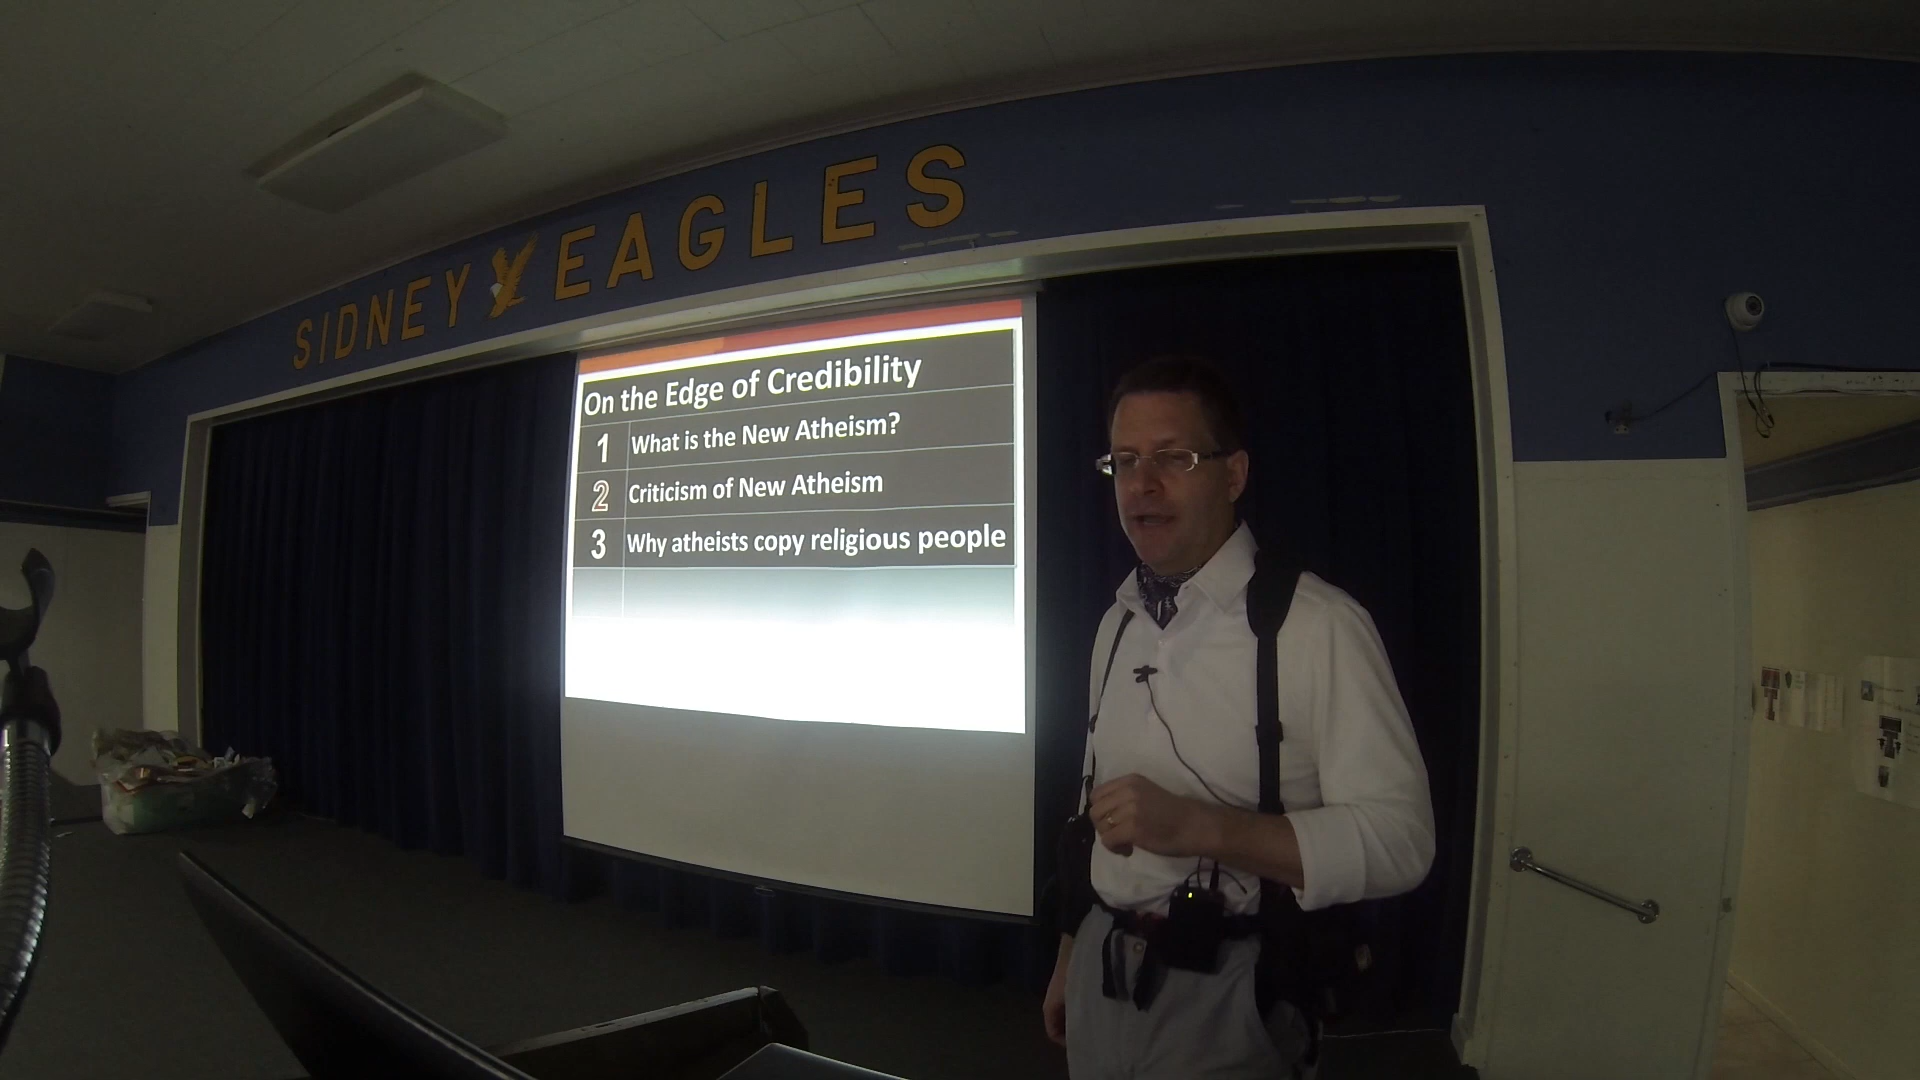 SIDNEY EAGLES
On the Edge of Credibility
1 What is the New Atheism?
2 Criticism of New Atheism
3 Why atheists copy religious people